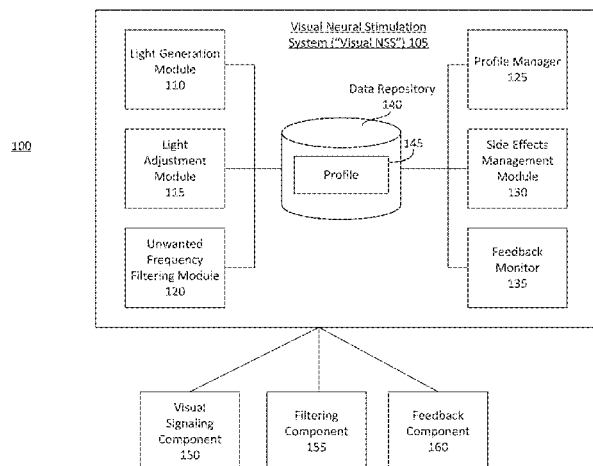 Visual Neural Stimulation
System ("Visual NSS") 105
Light Generation
Module
110
Light
Adjustment
Module
115
Unwanted
Frequency
Filtering Module
120
100
Data Repository
140
145
Profile
Profile Manager
125
Side Effects
Management
Module
130
Feedback
Monitor
135
Visual
Signaling
Component
150
Filtering
Component
155
Feedback
Component
160